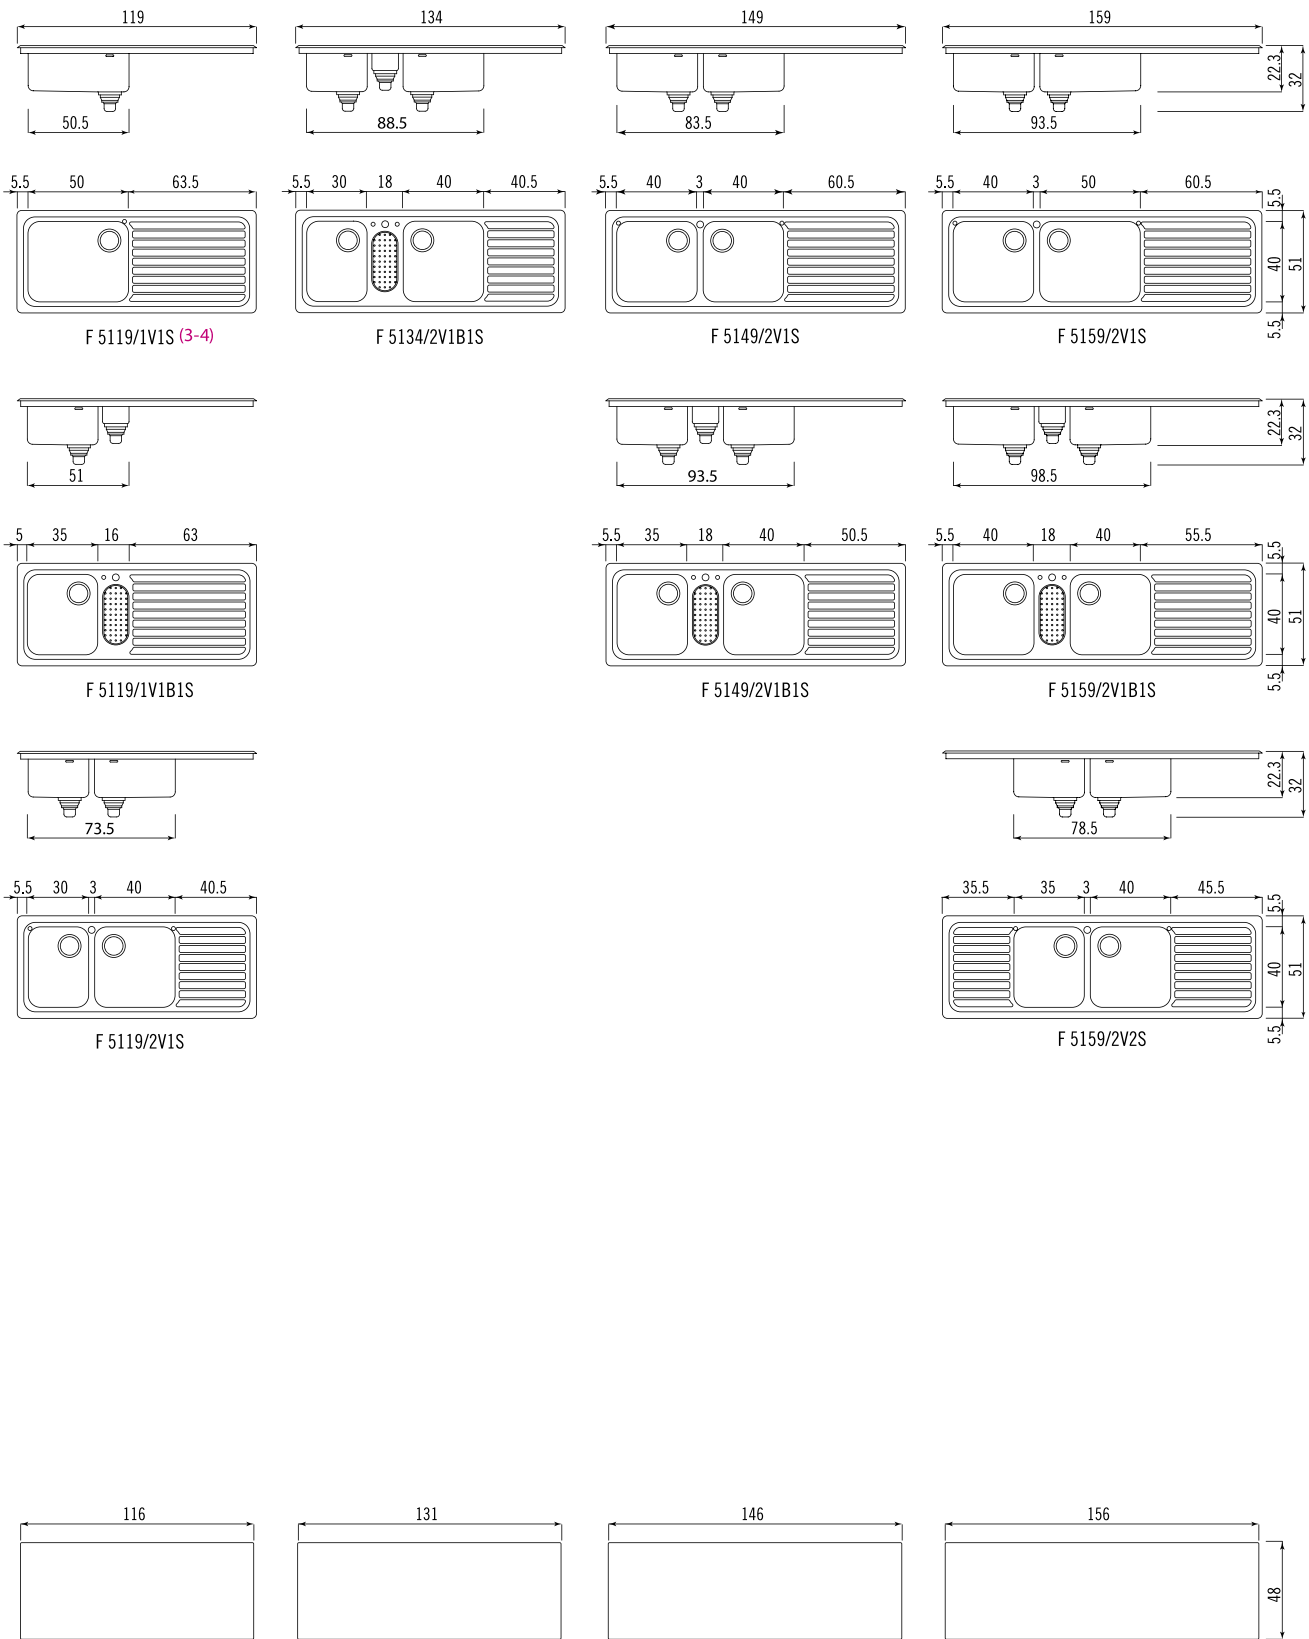 119 134 149 159
22.3 32
50.5 88.5 83.5 93.5
5.5 50 63.5 5.5 30 18 40 40.5 5.5 40 3 40 60.5 5.5 40 3 50 60.5
5.5
40 51
5.5
F 5119/1V1S (3-4) F 5134/2V1B1S F 5149/2V1S F 5159/2V1S
22.3 32
51 93.5 98.5
5 35 16 63 5.5 35 18 40 50.5 5.5 40 18 40 55.5
5.5
40 51
5.5
F 5119/1V1B1S F 5149/2V1B1S F 5159/2V1B1S
22.3 32
73.5 78.5
5.5 30 3 40 40.5 35.5 35 3 40 45.5
5.5
40 51
5.5
F 5119/2V1S F 5159/2V2S
116 131 146 156
48